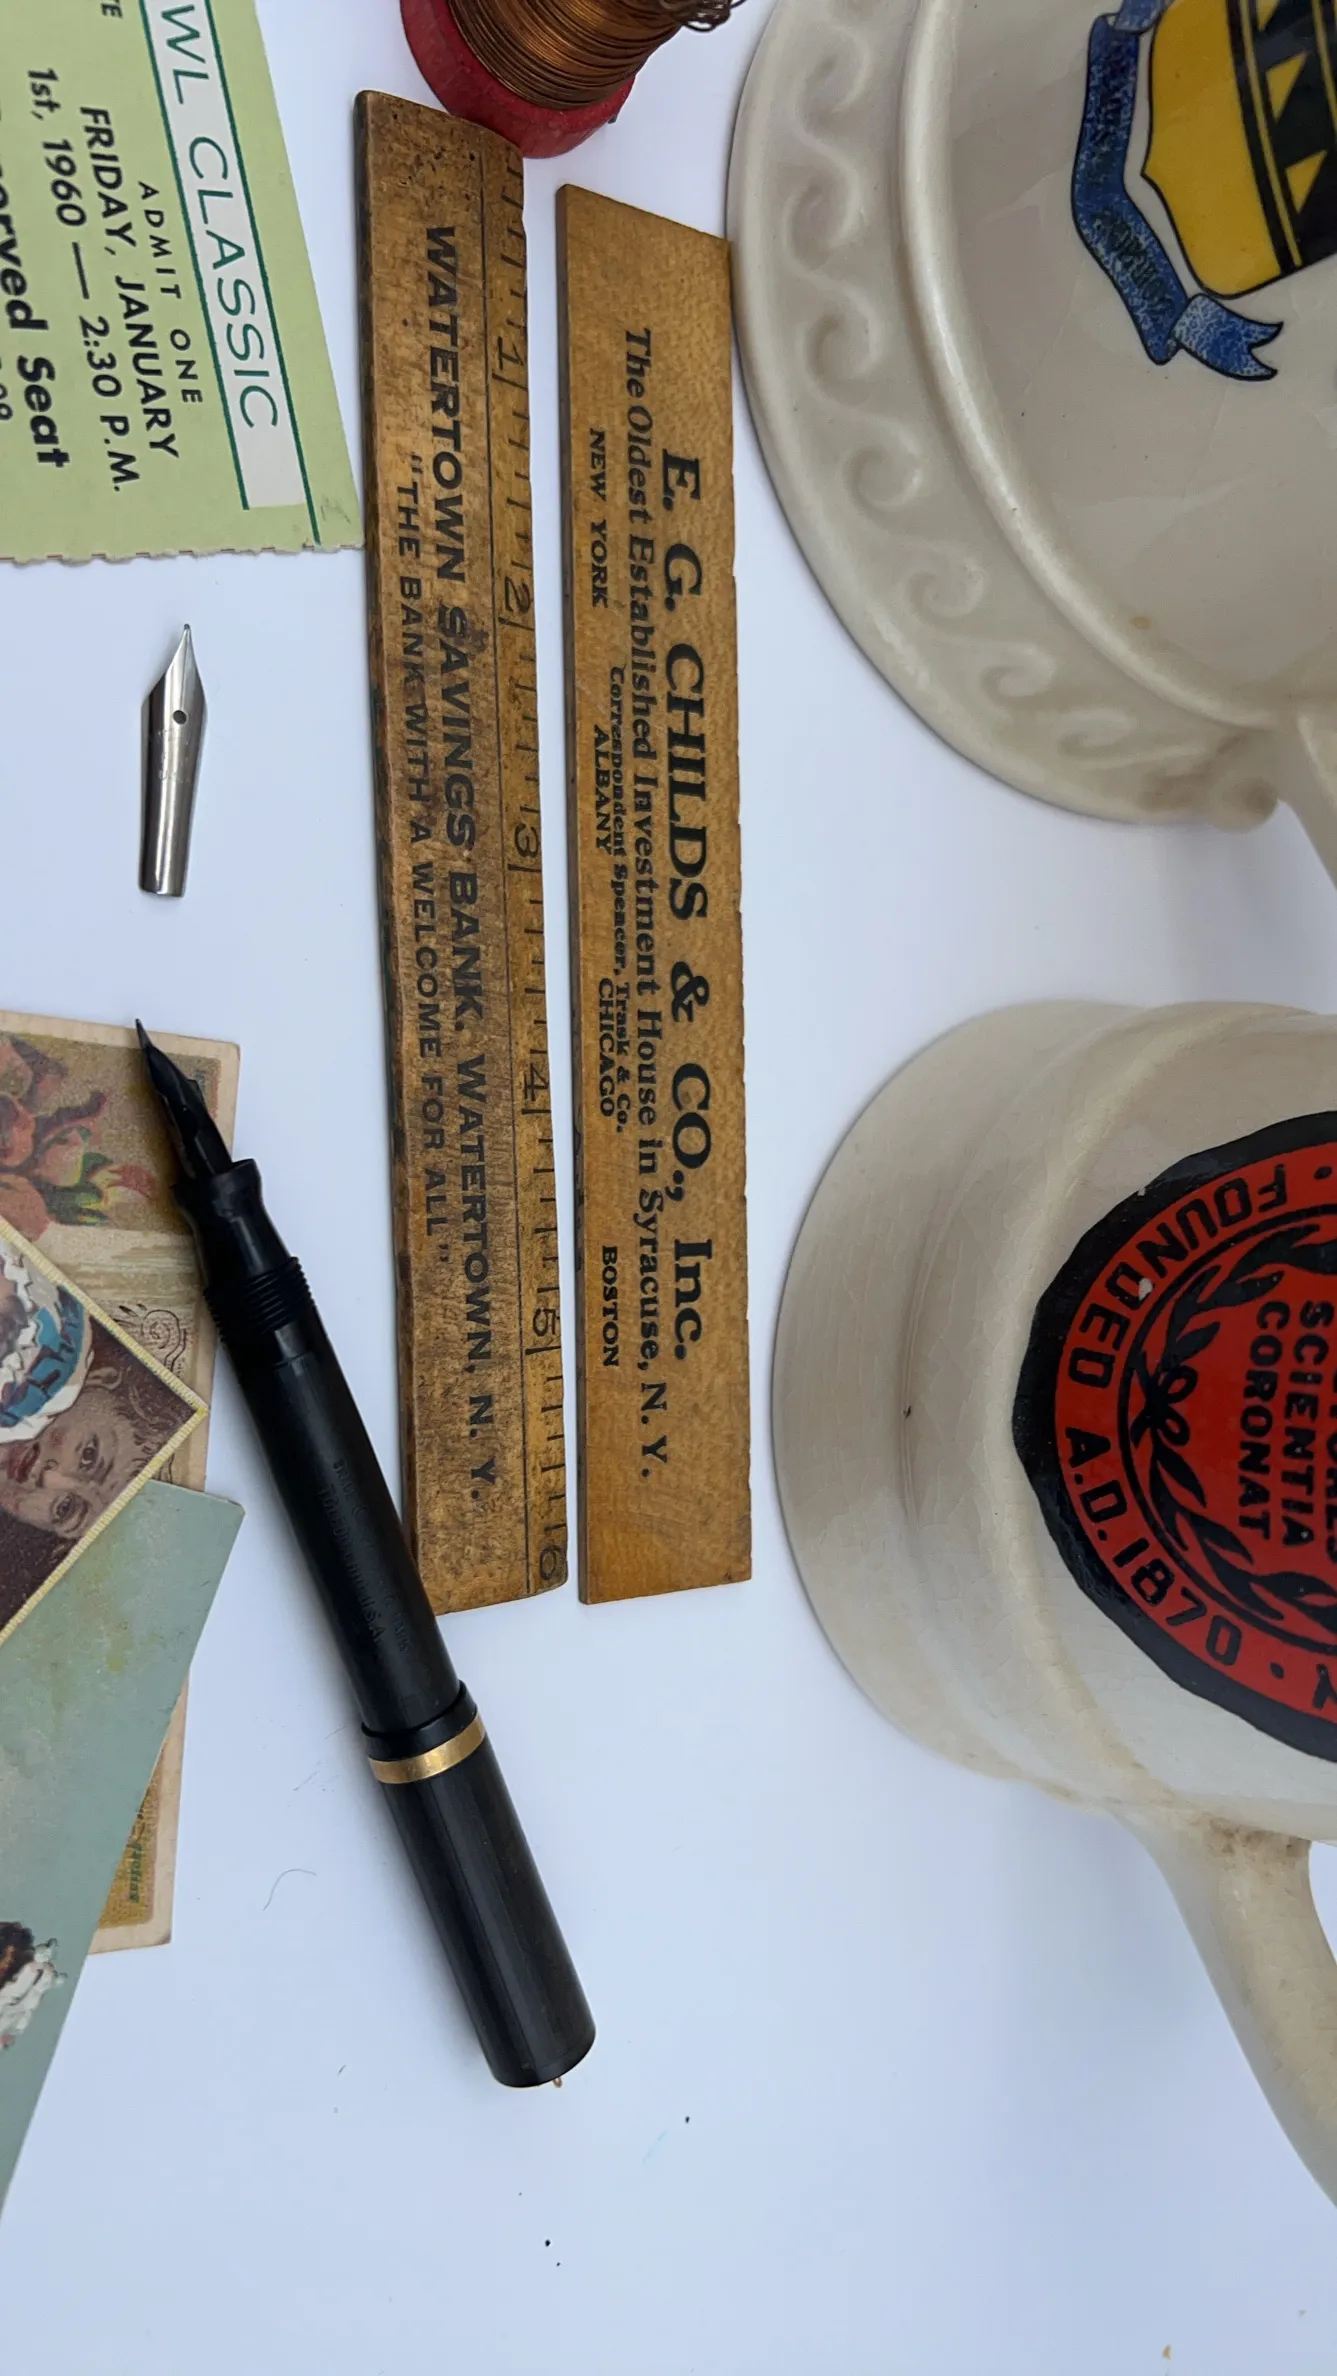 WL CLASSIC
ADMIT ONE
FRIDAY, JANUARY
1st, 1960 — 2:30 P.M.
Seat
1 2 3 4 5 6
WATERTOWN SAVINGS BANK. WATERTOWN, N. Y.
"THE BANK WITH A WELCOME FOR ALL"
E. G. CHILDS & CO., Inc.
The Oldest Established Investment House in Syracuse, N. Y.
Correspondent Spencer, Trask & Co.
NEW YORK ALBANY CHICAGO BOSTON
U.S.A.
FOUNDED A.D. 1870
SCIENTIA
CORONAT